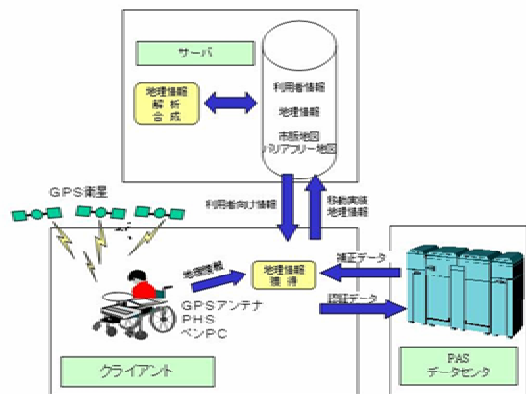 サーバ
地理情報
解析
合成
利用者情報
地理情報
市販地図
バリアフリー地図
GPS衛星
利用者向け情報
移動実績
地理情報
地理情報
地理情報
獲得
補正データ
認証データ
GPSアンテナ
PHS
ペンPC
クライアント
PAS
データセンタ